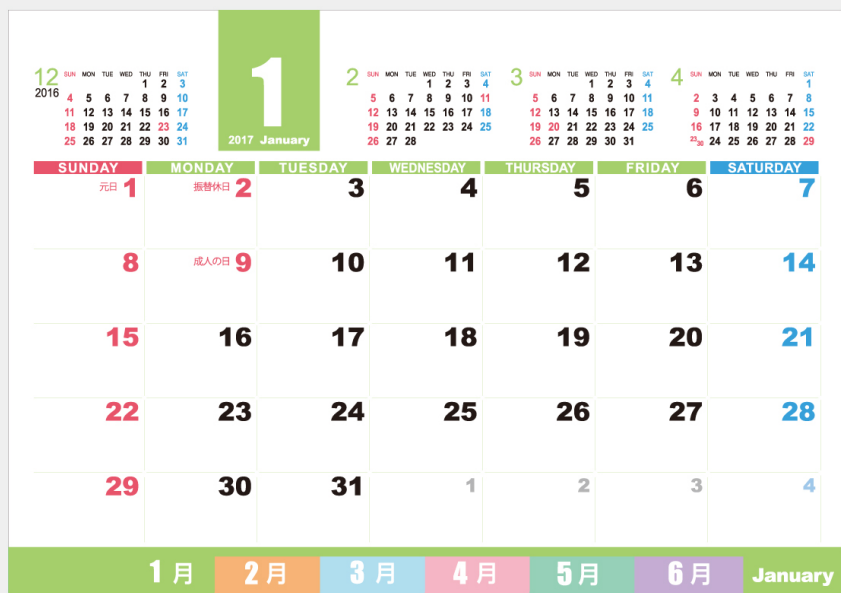 12
2016
SUN MON TUE WED THU FRI SAT
1 2 3
4 5 6 7 8 9 10
11 12 13 14 15 16 17
18 19 20 21 22 23 24
25 26 27 28 29 30 31
1
2017 January
2
SUN MON TUE WED THU FRI SAT
1 2 3 4
5 6 7 8 9 10 11
12 13 14 15 16 17 18
19 20 21 22 23 24 25
26 27 28
3
SUN MON TUE WED THU FRI SAT
1 2 3 4
5 6 7 8 9 10 11
12 13 14 15 16 17 18
19 20 21 22 23 24 25
26 27 28 29 30 31
4
SUN MON TUE WED THU FRI SAT
1
2 3 4 5 6 7 8
9 10 11 12 13 14 15
16 17 18 19 20 21 22
23/30 24 25 26 27 28 29
SUNDAY MONDAY TUESDAY WEDNESDAY THURSDAY FRIDAY SATURDAY
元日 1 振替休日 2 3 4 5 6 7
8 成人の日 9 10 11 12 13 14
15 16 17 18 19 20 21
22 23 24 25 26 27 28
29 30 31 1 2 3 4
1月 2月 3月 4月 5月 6月 January